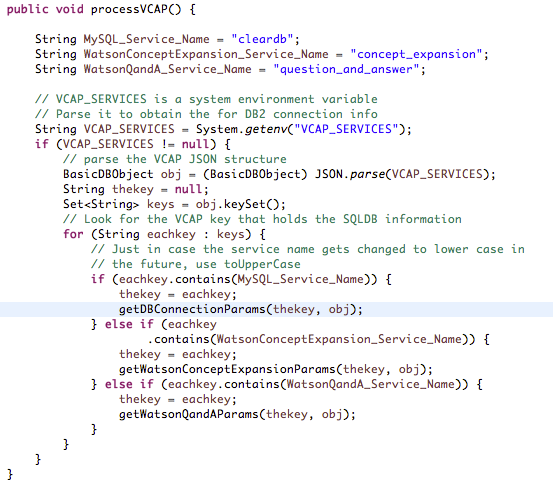 public void processVCAP() {
String MySQL_Service_Name = "cleardb";
String WatsonConceptExpansion_Service_Name = "concept_expansion";
String WatsonQandA_Service_Name = "question_and_answer";
// VCAP_SERVICES is a system environment variable
// Parse it to obtain the for DB2 connection info
String VCAP_SERVICES = System.getenv("VCAP_SERVICES");
if (VCAP_SERVICES != null) {
// parse the VCAP JSON structure
BasicDBObject obj = (BasicDBObject) JSON.parse(VCAP_SERVICES);
String thekey = null;
Set<String> keys = obj.keySet();
// Look for the VCAP key that holds the SQLDB information
for (String eachkey : keys) {
// Just in case the service name gets changed to lower case in
// the future, use toUpperCase
if (eachkey.contains(MySQL_Service_Name)) {
thekey = eachkey;
getDBConnectionParams(thekey, obj);
} else if (eachkey
.contains(WatsonConceptExpansion_Service_Name)) {
thekey = eachkey;
getWatsonConceptExpansionParams(thekey, obj);
} else if (eachkey.contains(WatsonQandA_Service_Name)) {
thekey = eachkey;
getWatsonQandAParams(thekey, obj);
}
}
}
}